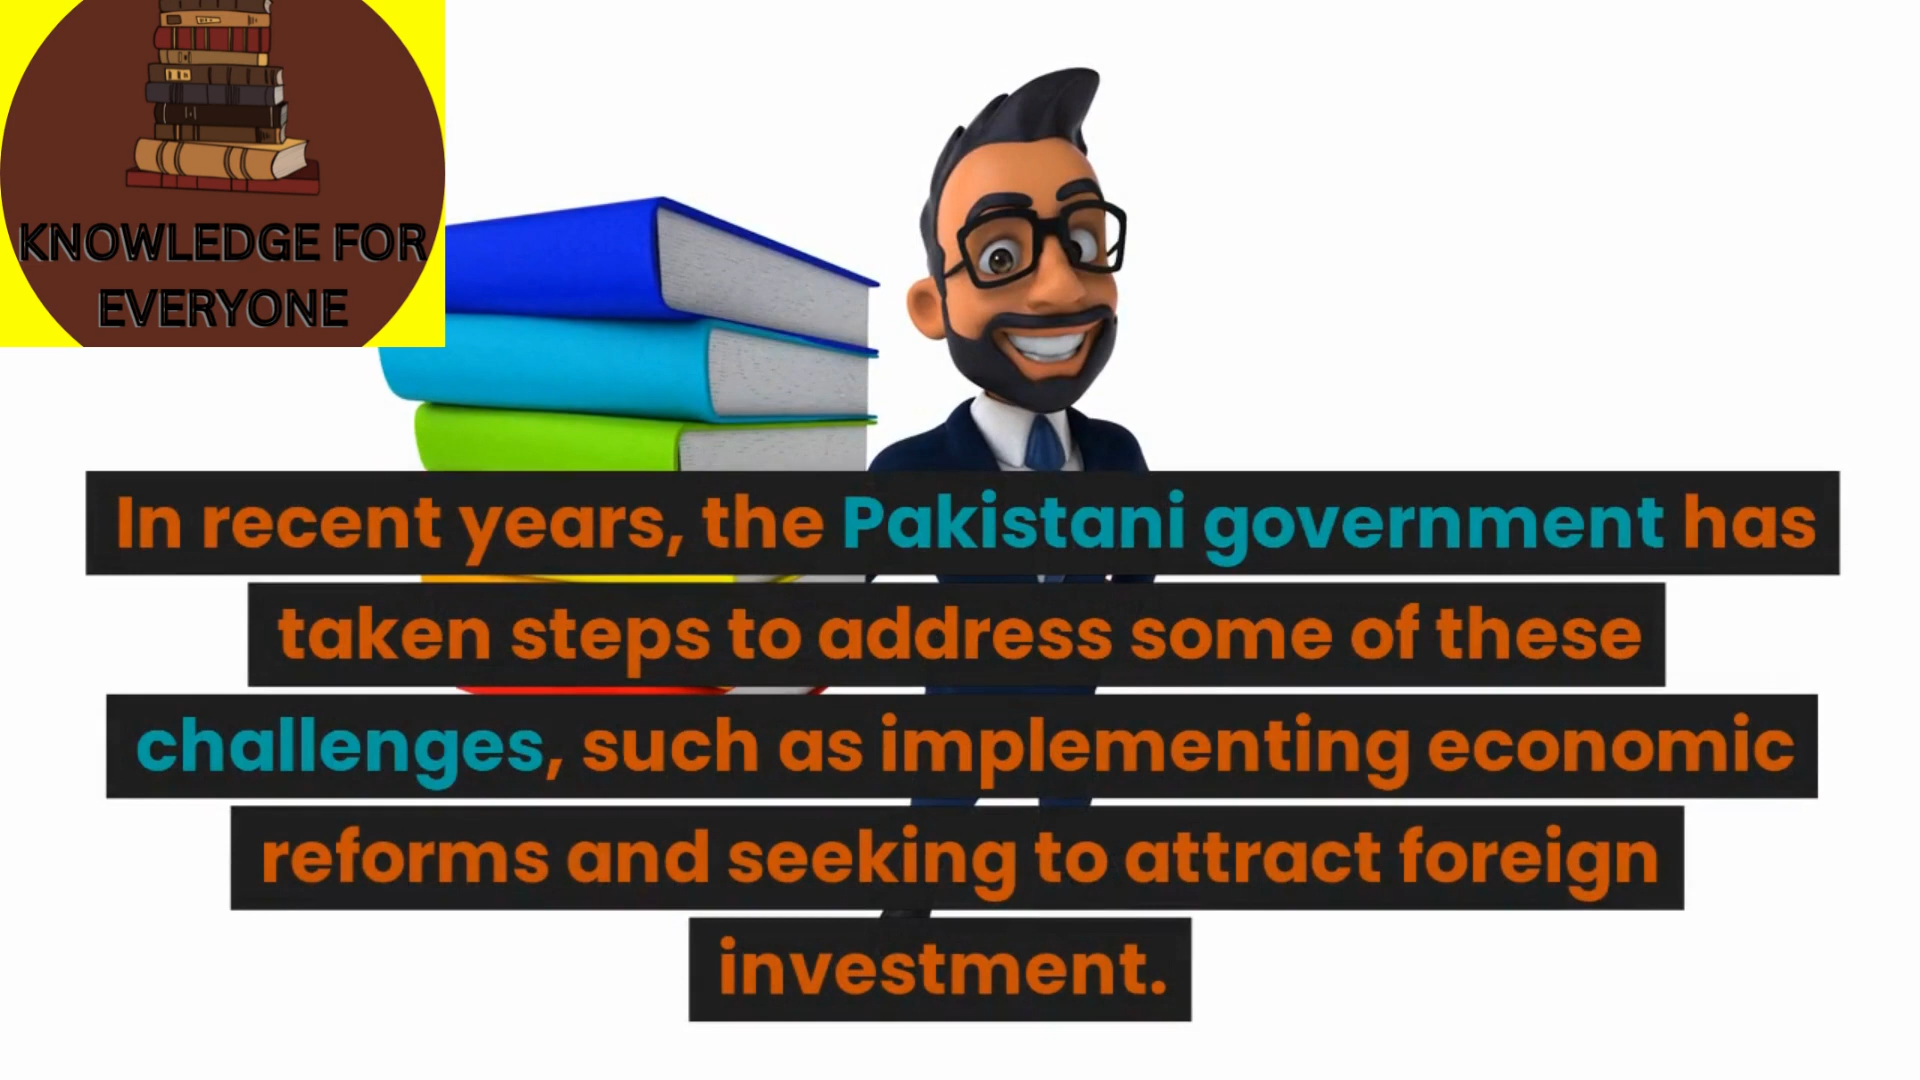 KNOWLEDGE FOR
EVERYONE
In recent years, the Pakistani government has
taken steps to address some of these
challenges, such as implementing economic
reforms and seeking to attract foreign
investment.